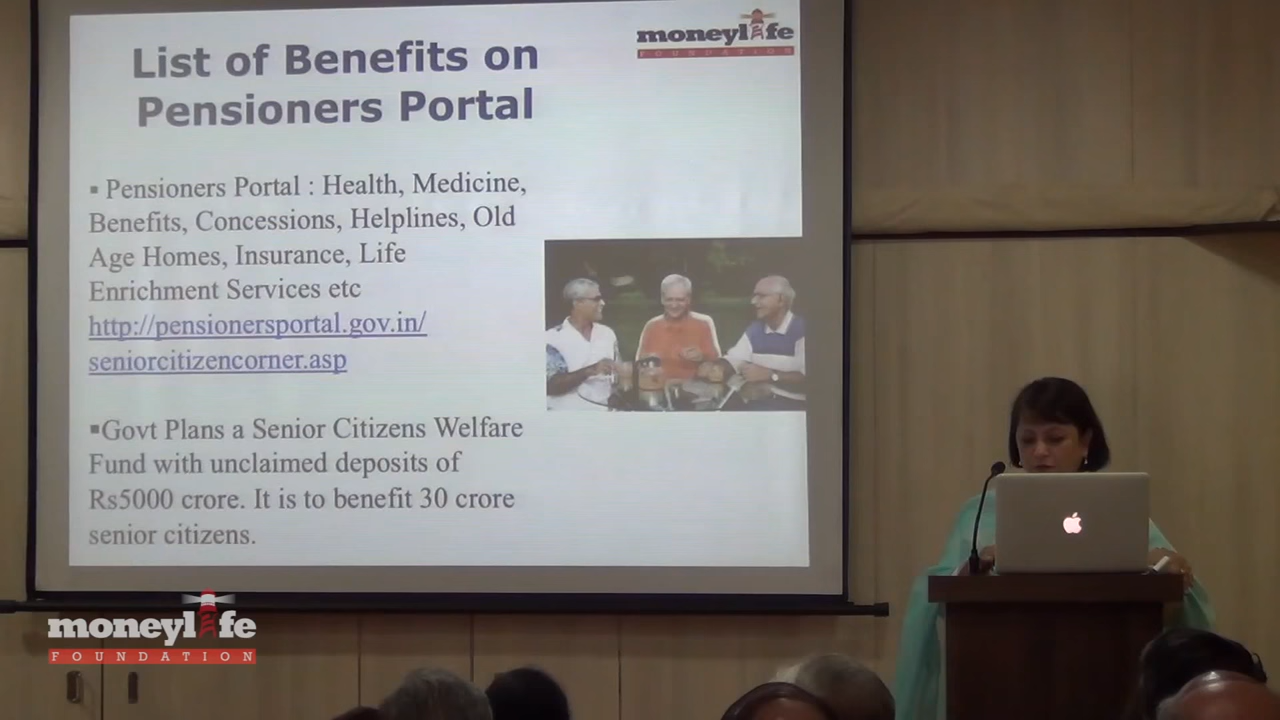 List of Benefits on
Pensioners Portal
moneylife
FOUNDATION
▪ Pensioners Portal : Health, Medicine,
Benefits, Concessions, Helplines, Old
Age Homes, Insurance, Life
Enrichment Services etc
http://pensionersportal.gov.in/
seniorcitizencorner.asp
▪Govt Plans a Senior Citizens Welfare
Fund with unclaimed deposits of
Rs5000 crore. It is to benefit 30 crore
senior citizens.
moneylife
FOUNDATION